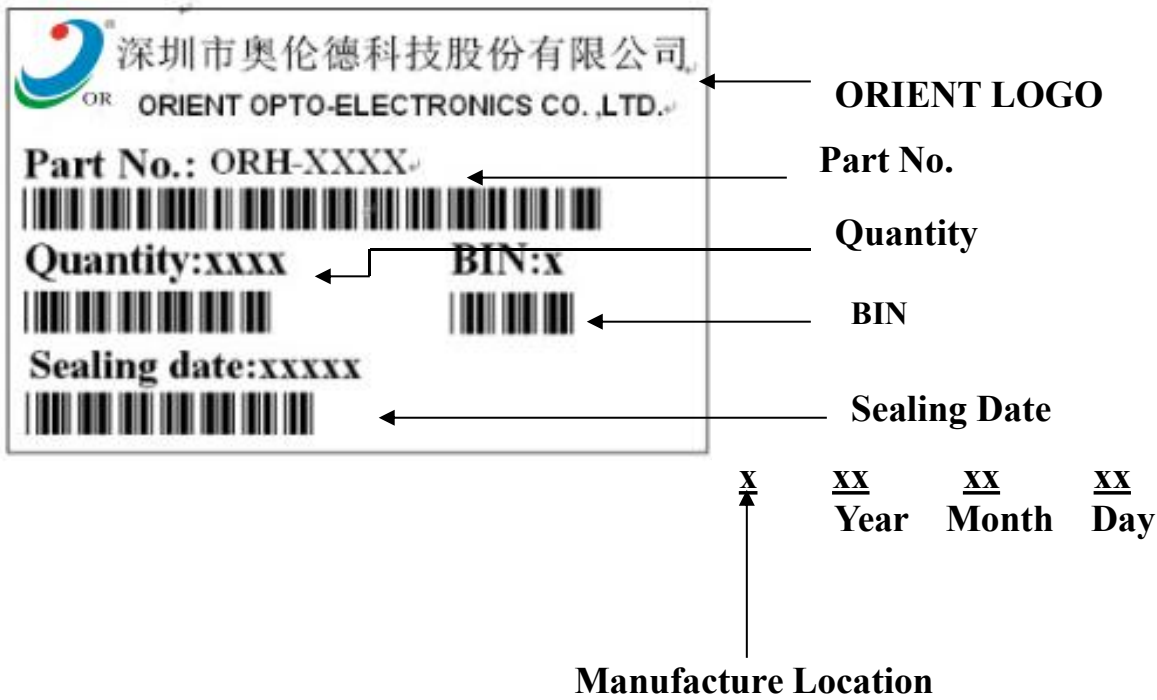 深圳市奥伦德科技股份有限公司
OR
ORIENT OPTO-ELECTRONICS CO.,LTD.
ORIENT LOGO
Part No.: ORH-XXXX
Part No.
Quantity:xxxx
BIN:x
Quantity
BIN
Sealing date:xxxxx
Sealing Date
x xx xx xx
Year Month Day
Manufacture Location